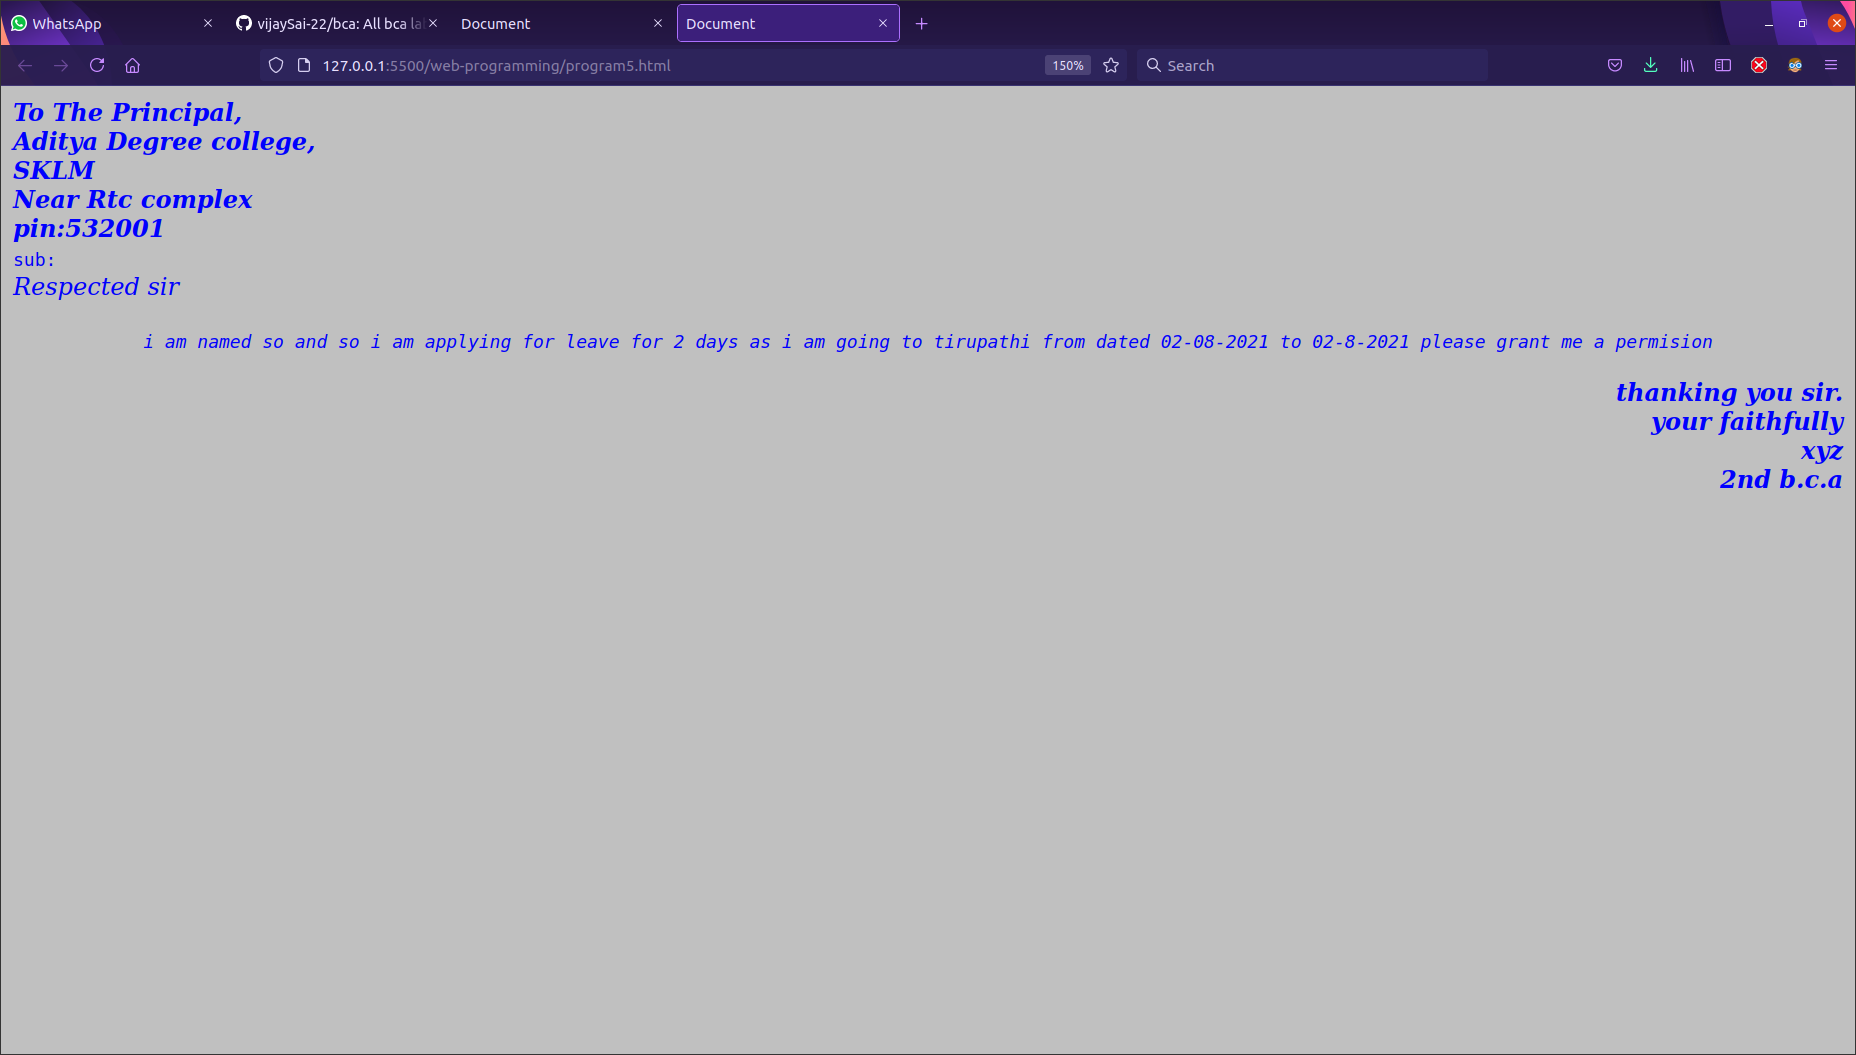 WhatsApp
vijaySai-22/bca: All bca la
Document
Document
127.0.0.1:5500/web-programming/program5.html
150%
Search
To The Principal,
Aditya Degree college,
SKLM
Near Rtc complex
pin:532001
sub:
Respected sir
i am named so and so i am applying for leave for 2 days as i am going to tirupathi from dated 02-08-2021 to 02-8-2021 please grant me a permision
thanking you sir.
your faithfully
xyz
2nd b.c.a